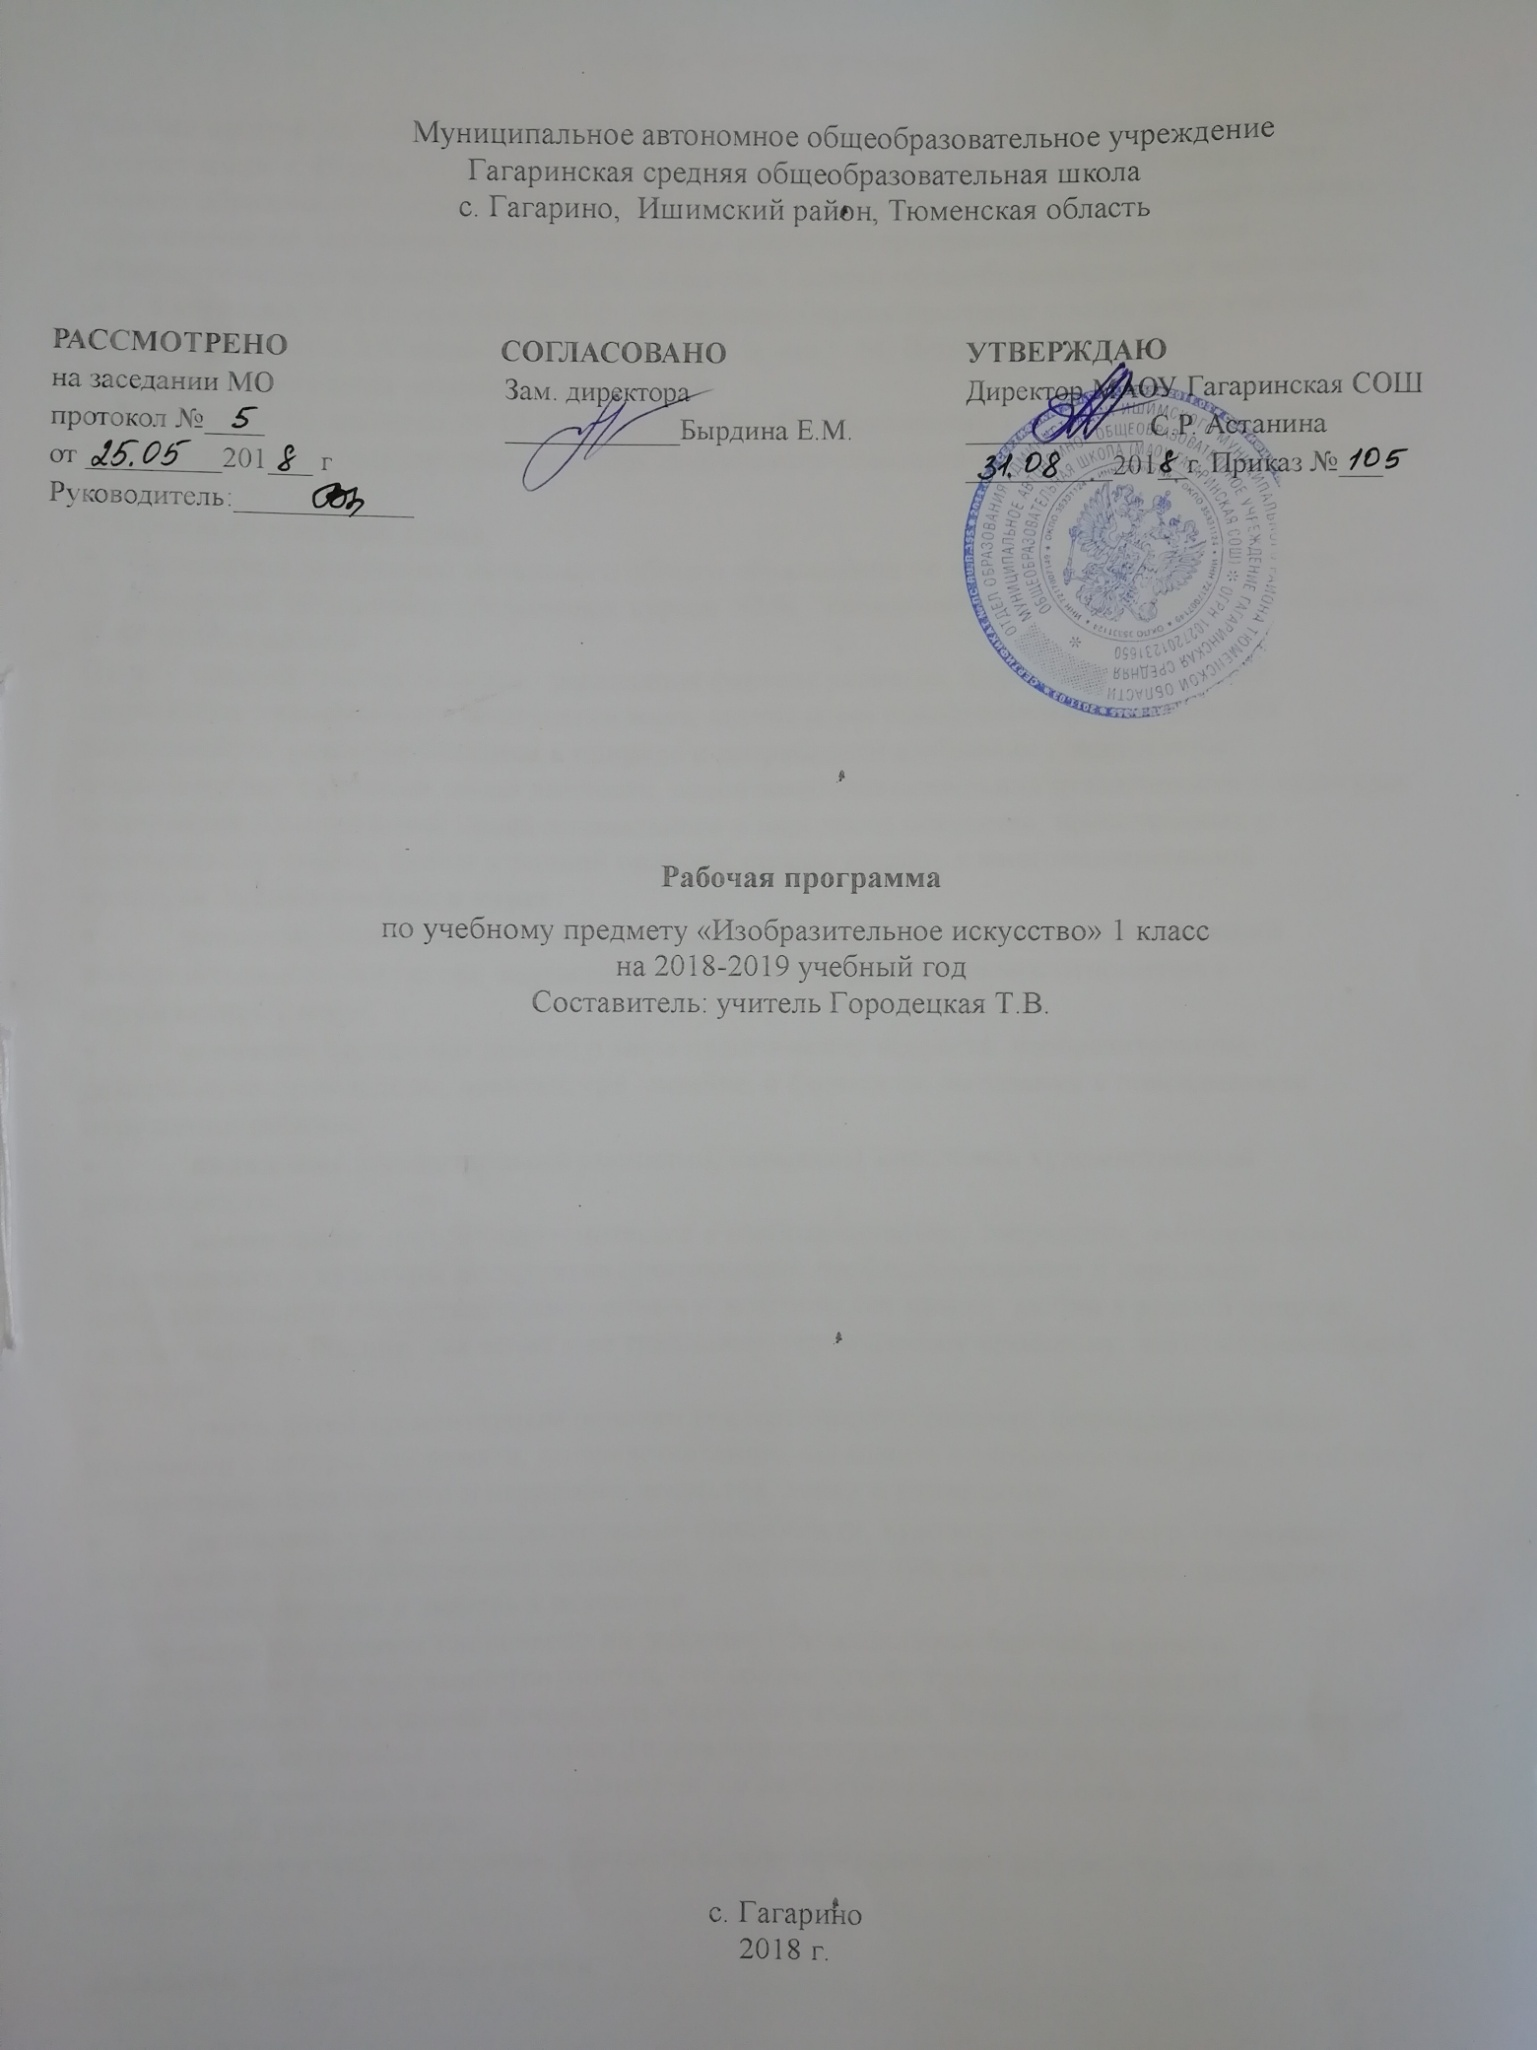 Муниципальное автономное общеобразовательное учреждение
Гагаринская средняя общеобразовательная школа
с. Гагарино, Ишимский район, Тюменская область
РАССМОТРЕНО
на заседании МО
протокол № 5
от 25.05 2018 г
Руководитель:
СОГЛАСОВАНО
Зам. директора
Бырдина Е.М.
УТВЕРЖДАЮ
Директор МАОУ Гагаринская СОШ
С.Р. Астанина
31.08 2018 г. Приказ № 105
ОГРН 1027201231650
Рабочая программа
по учебному предмету «Изобразительное искусство» 1 класс
на 2018-2019 учебный год
Составитель: учитель Городецкая Т.В.
с. Гагарино
2018 г.